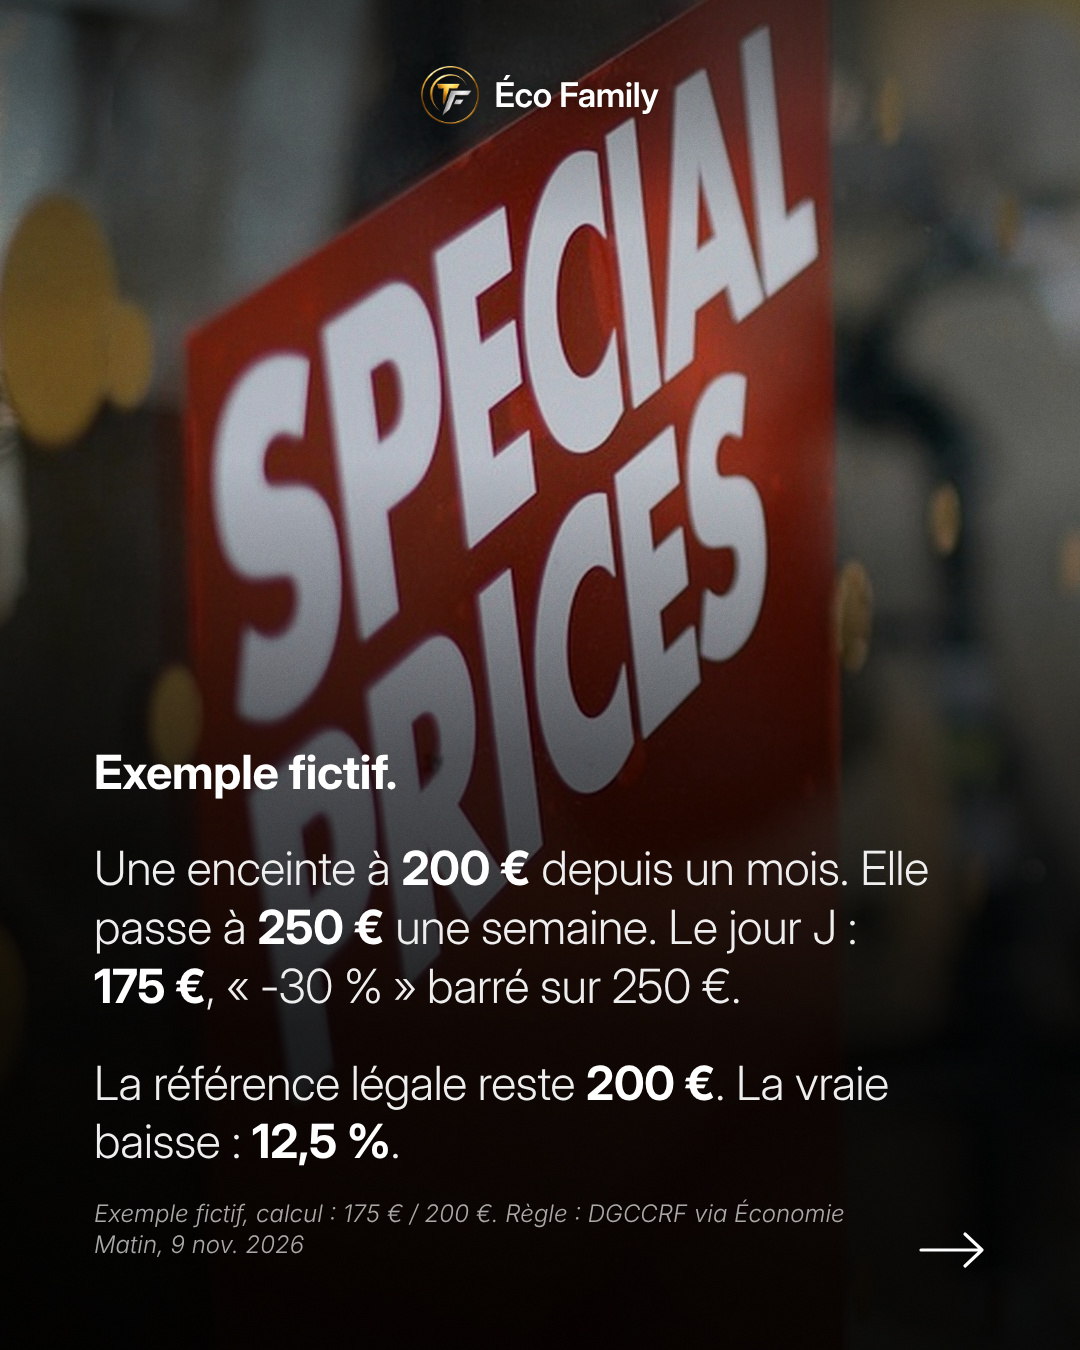 Éco Family
SPECIAL
PRICES
PRICES
Exemple fictif.
Une enceinte à 200 € depuis un mois. Elle
passe à 250 € une semaine. Le jour J :
175 €, « -30 % » barré sur 250 €.
La référence légale reste 200 €. La vraie
baisse : 12,5 %.
Exemple fictif, calcul : 175 € / 200 €. Règle : DGCCRF via Économie
Matin, 9 nov. 2026